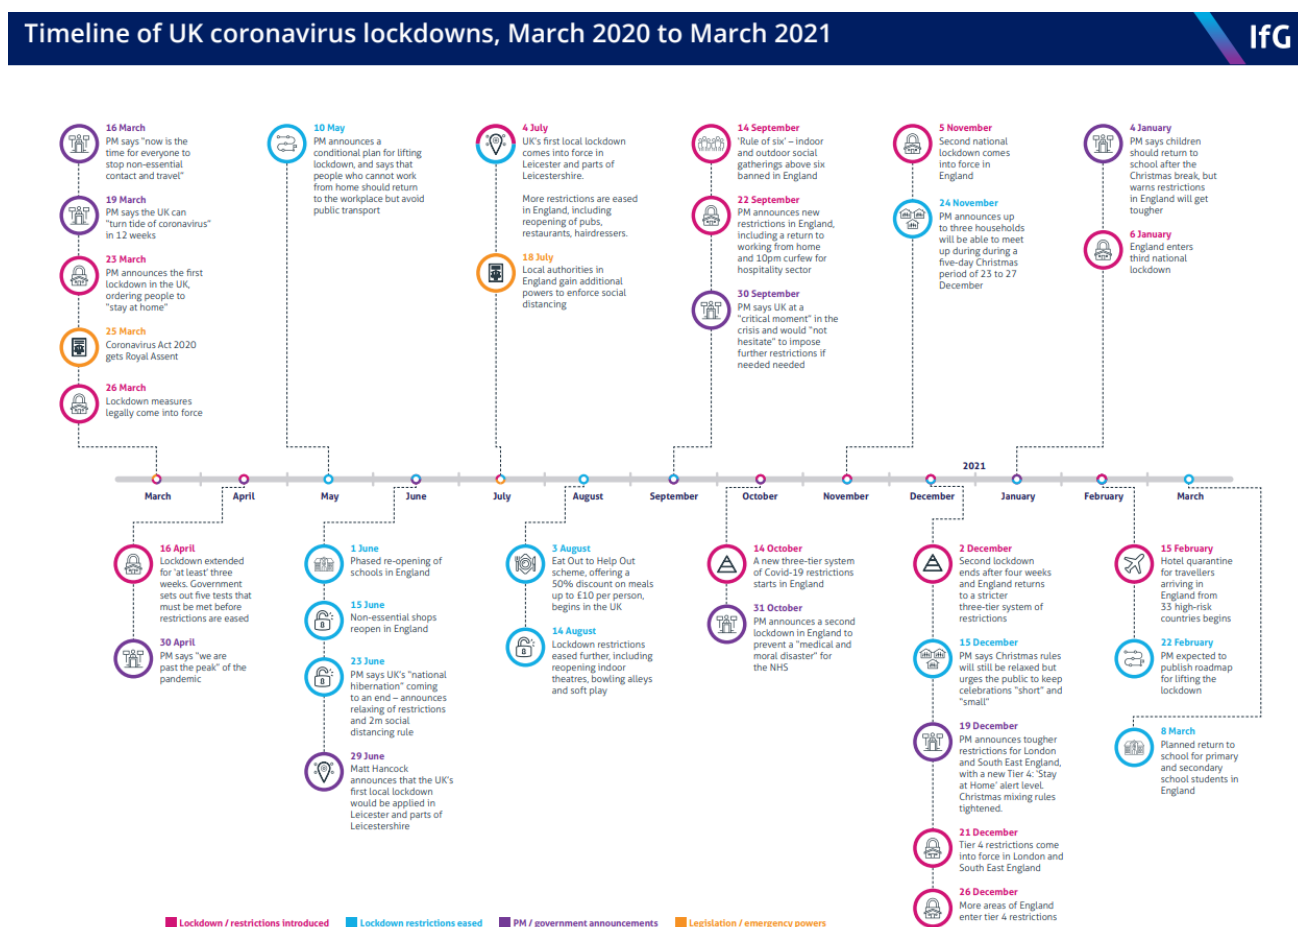 Timeline of UK coronavirus lockdowns, March 2020 to March 2021
IfG
16 March
PM says "now is the
time for everyone to
stop non-essential
contact and travel"
19 March
PM says the UK can
"turn tide of coronavirus"
in 12 weeks
23 March
PM announces the first
lockdown in the UK,
ordering people to
"stay at home"
25 March
Coronavirus Act 2020
gets Royal Assent
26 March
Lockdown measures
legally come into force
10 May
PM announces a
conditional plan for lifting
lockdown, and says that
people who cannot work
from home should return
to the workplace but avoid
public transport
4 July
UK's first local lockdown
comes into force in
Leicester and parts of
Leicestershire.
More restrictions are eased
in England, including
reopening of pubs,
restaurants, hairdressers.
18 July
Local authorities in
England gain additional
powers to enforce social
distancing
14 September
'Rule of six' – indoor
and outdoor social
gatherings above six
banned in England
22 September
PM announces new
restrictions in England,
including a return to
working from home
and 10pm curfew for
hospitality sector
30 September
PM says UK at a
"critical moment" in the
crisis and would "not
hesitate" to impose
further restrictions if
needed needed
5 November
Second national
lockdown comes
into force in
England
24 November
PM announces up
to three households
will be able to meet
up during during a
five-day Christmas
period of 23 to 27
December
4 January
PM says children
should return to
school after the
Christmas break, but
warns restrictions
in England will get
tougher
6 January
England enters
third national
lockdown
2021
March April May June July August September October November December January February March
16 April
Lockdown extended
for 'at least' three
weeks. Government
sets out five tests that
must be met before
restrictions are eased
30 April
PM says "we are
past the peak" of the
pandemic
1 June
Phased re-opening of
schools in England
15 June
Non-essential shops
reopen in England
23 June
PM says UK's "national
hibernation" coming
to an end – announces
relaxing of restrictions
and 2m social
distancing rule
29 June
Matt Hancock
announces that the UK's
first local lockdown
would be applied in
Leicester and parts of
Leicestershire
3 August
Eat Out to Help Out
scheme, offering a
50% discount on meals
up to £10 per person,
begins in the UK
14 August
Lockdown restrictions
eased further, including
reopening indoor
theatres, bowling alleys
and soft play
14 October
A new three-tier system
of Covid-19 restrictions
starts in England
31 October
PM announces a second
lockdown in England to
prevent a "medical and
moral disaster" for
the NHS
2 December
Second lockdown
ends after four weeks
and England returns
to a stricter
three-tier system of
restrictions
15 December
PM says Christmas rules
will still be relaxed but
urges the public to keep
celebrations "short" and
"small"
19 December
PM announces tougher
restrictions for London
and South East England,
with a new Tier 4: 'Stay
at Home' alert level.
Christmas mixing rules
tightened.
21 December
Tier 4 restrictions come
into force in London and
South East England
26 December
More areas of England
enter tier 4 restrictions
15 February
Hotel quarantine
for travellers
arriving in
England from
33 high-risk
countries begins
22 February
PM expected to
publish roadmap
for lifting the
lockdown
8 March
Planned return to
school for primary
and secondary
school students in
England
Lockdown / restrictions introduced
Lockdown restrictions eased
PM / government announcements
Legislation / emergency powers